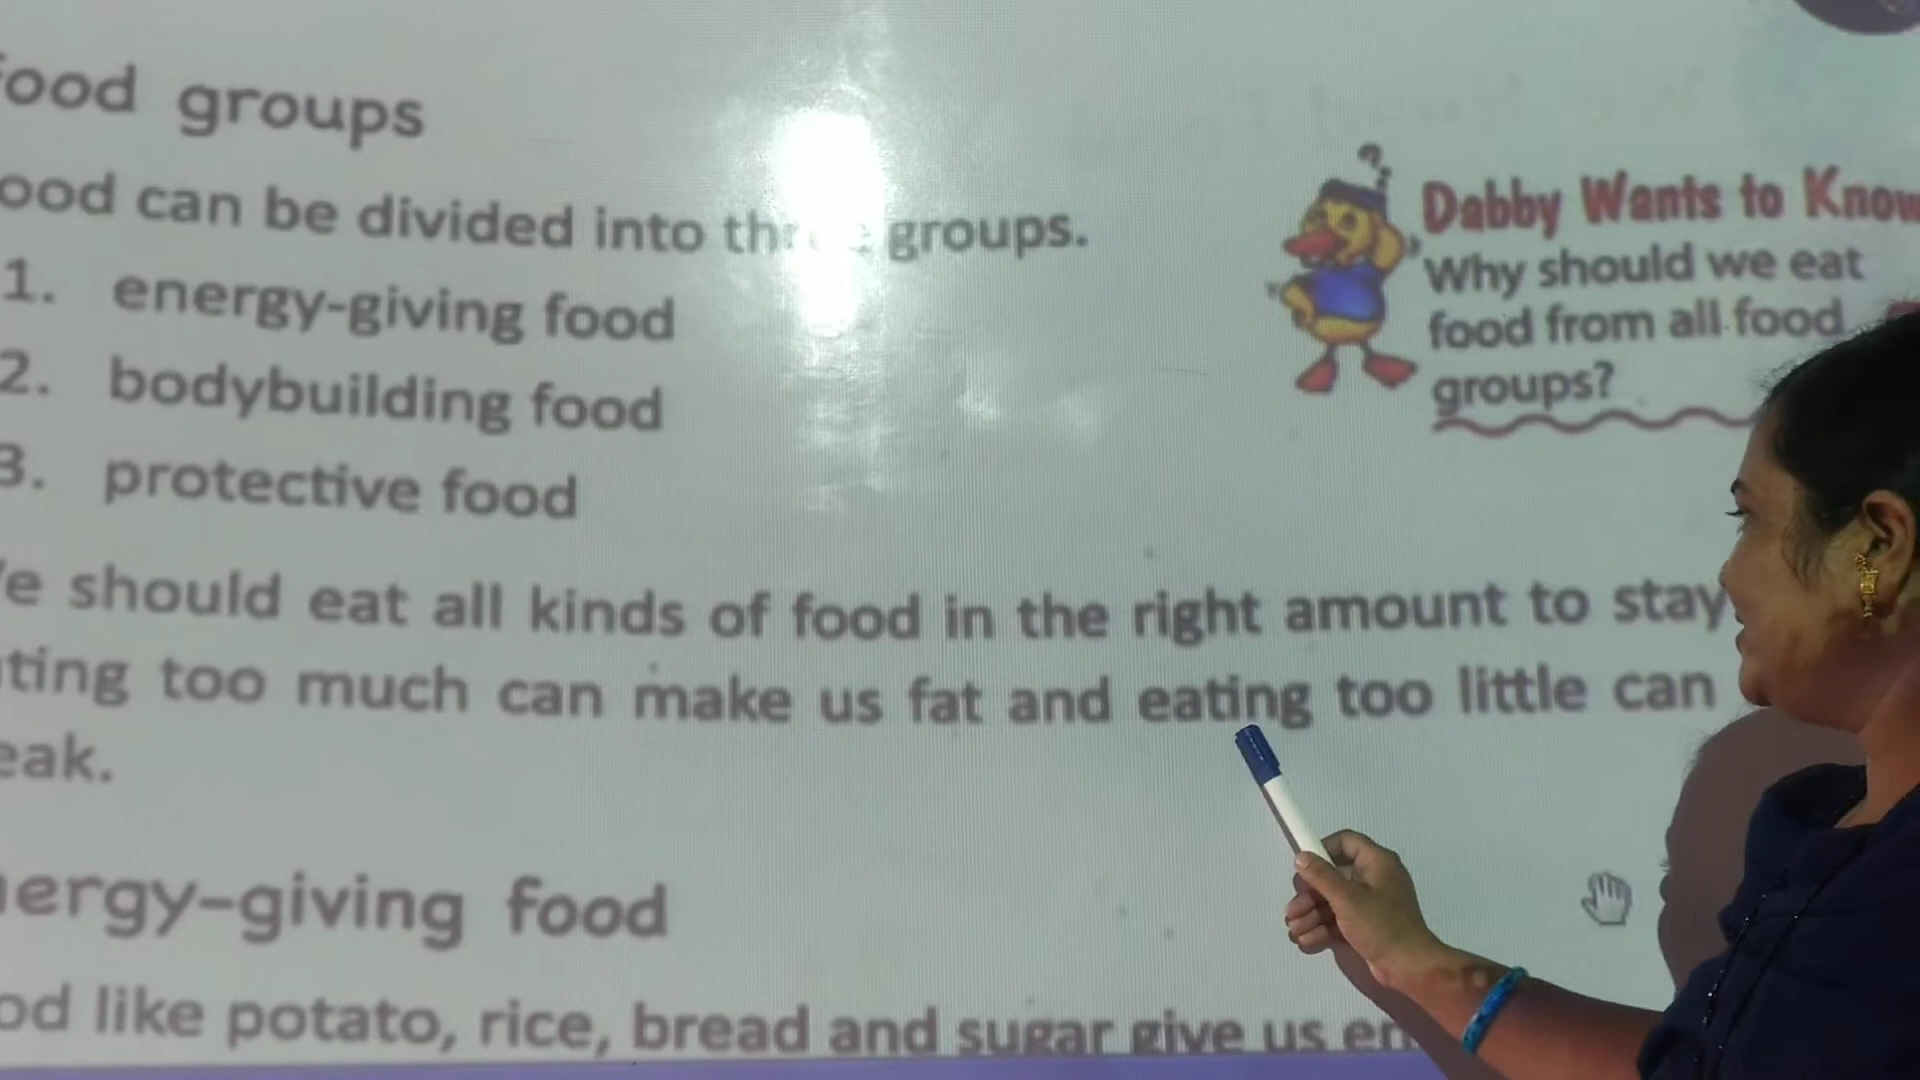 food groups
ood can be divided into three groups.
1. energy-giving food
2. bodybuilding food
3. protective food
Dabby Wants to Know
Why should we eat
food from all food
groups?
e should eat all kinds of food in the right amount to stay
ting too much can make us fat and eating too little can
eak.
ergy-giving food
od like potato, rice, bread and sugar give us en